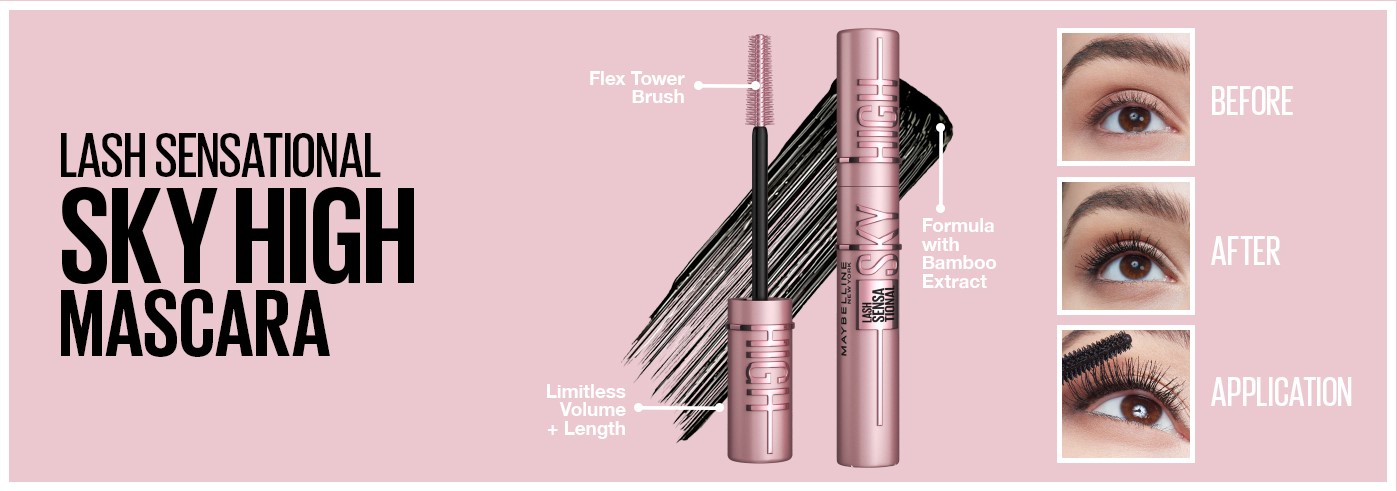 LASH SENSATIONAL
SKY HIGH
MASCARA
Flex Tower
Brush
Formula
with
Bamboo
Extract
Limitless
Volume
+ Length
HIGH
SKY HIGH
MAYBELLINE
NEW YORK
LASH
SENSA
TIONAL
BEFORE
AFTER
APPLICATION